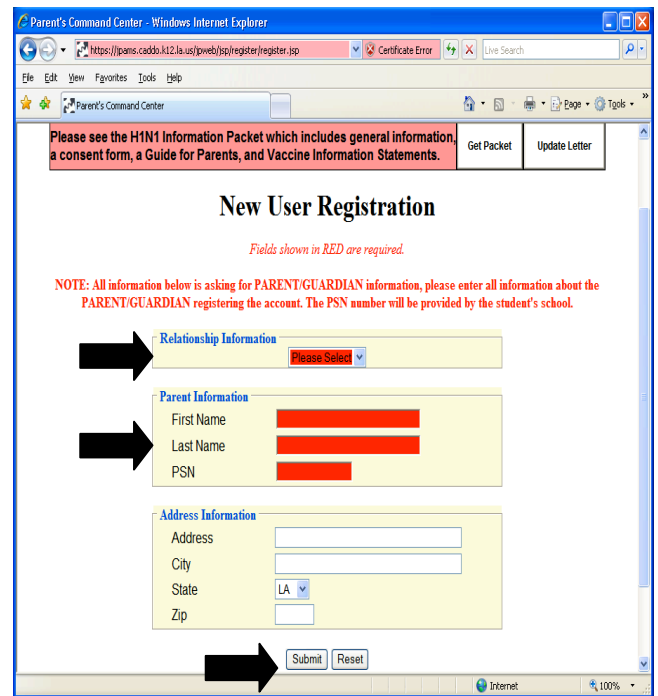 Parent's Command Center - Windows Internet Explorer
https://jpams.caddo.k12.la.us/jpweb/jsp/register/register.jsp Certificate Error Live Search
File Edit View Favorites Tools Help
Parent's Command Center Page Tools »
Please see the H1N1 Information Packet which includes general information,
a consent form, a Guide for Parents, and Vaccine Information Statements.
Get Packet Update Letter
New User Registration
Fields shown in RED are required.
NOTE: All information below is asking for PARENT/GUARDIAN information, please enter all information about the
PARENT/GUARDIAN registering the account. The PSN number will be provided by the student's school.
Relationship Information
Please Select
Parent Information
First Name
Last Name
PSN
Address Information
Address
City
State LA
Zip
Submit Reset
Internet 100%